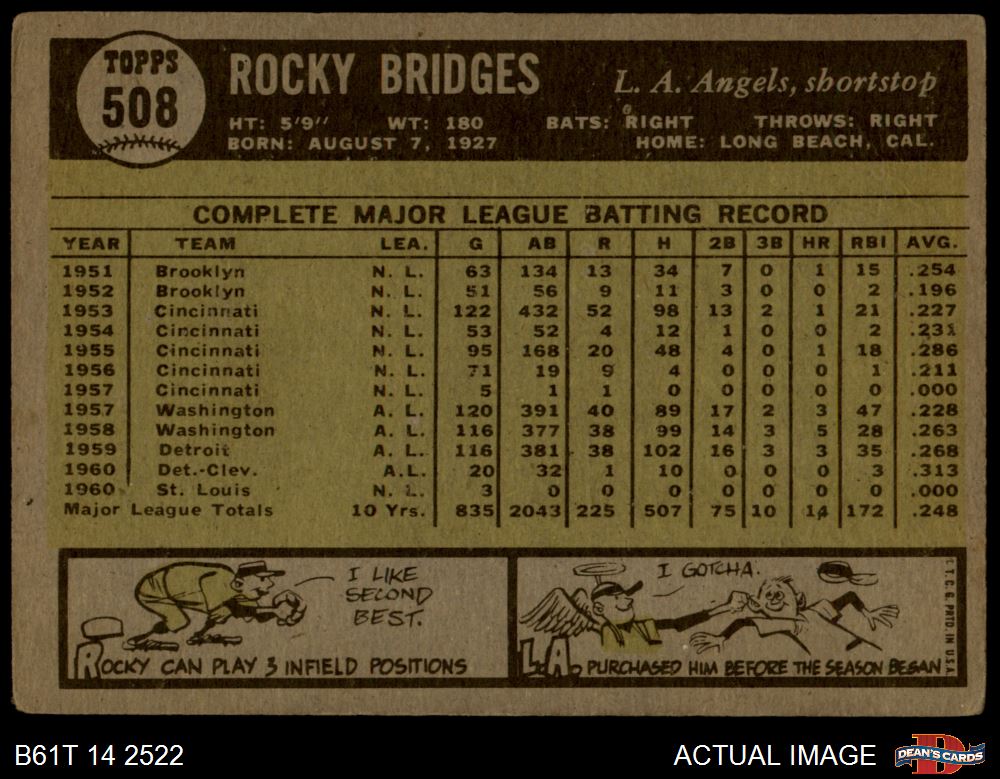 TOPPS
508
ROCKY BRIDGES
L. A. Angels, shortstop
HT: 5'9" WT: 180 BATS: RIGHT THROWS: RIGHT
BORN: AUGUST 7, 1927 HOME: LONG BEACH, CAL.
COMPLETE MAJOR LEAGUE BATTING RECORD
YEAR TEAM LEA. G AB R H 2B 3B HR RBI AVG.
1951 Brooklyn N. L. 63 134 13 34 7 0 1 15 .254
1952 Brooklyn N. L. 51 56 9 11 3 0 0 2 .196
1953 Cincinnati N. L. 122 432 52 98 13 2 1 21 .227
1954 Cincinnati N. L. 53 52 4 12 1 0 0 2 .231
1955 Cincinnati N. L. 95 168 20 48 4 0 1 18 .286
1956 Cincinnati N. L. 71 19 9 4 0 0 0 1 .211
1957 Cincinnati N. L. 5 1 1 0 0 0 0 0 .000
1957 Washington A. L. 120 391 40 89 17 2 3 47 .228
1958 Washington A. L. 116 377 38 99 14 3 5 28 .263
1959 Detroit A. L. 116 381 38 102 16 3 3 35 .268
1960 Det.-Clev. A.L. 20 32 1 10 0 0 0 3 .313
1960 St. Louis N. L. 3 0 0 0 0 0 0 0 .000
Major League Totals 10 Yrs. 835 2043 225 507 75 10 14 172 .248
I LIKE
SECOND
BEST.
ROCKY CAN PLAY 3 INFIELD POSITIONS
I GOTCHA.
L.A. PURCHASED HIM BEFORE THE SEASON BEGAN
T. C. G. PRTD. IN U.S.A.
B61T 14 2522
ACTUAL IMAGE
D
DEAN'S CARDS